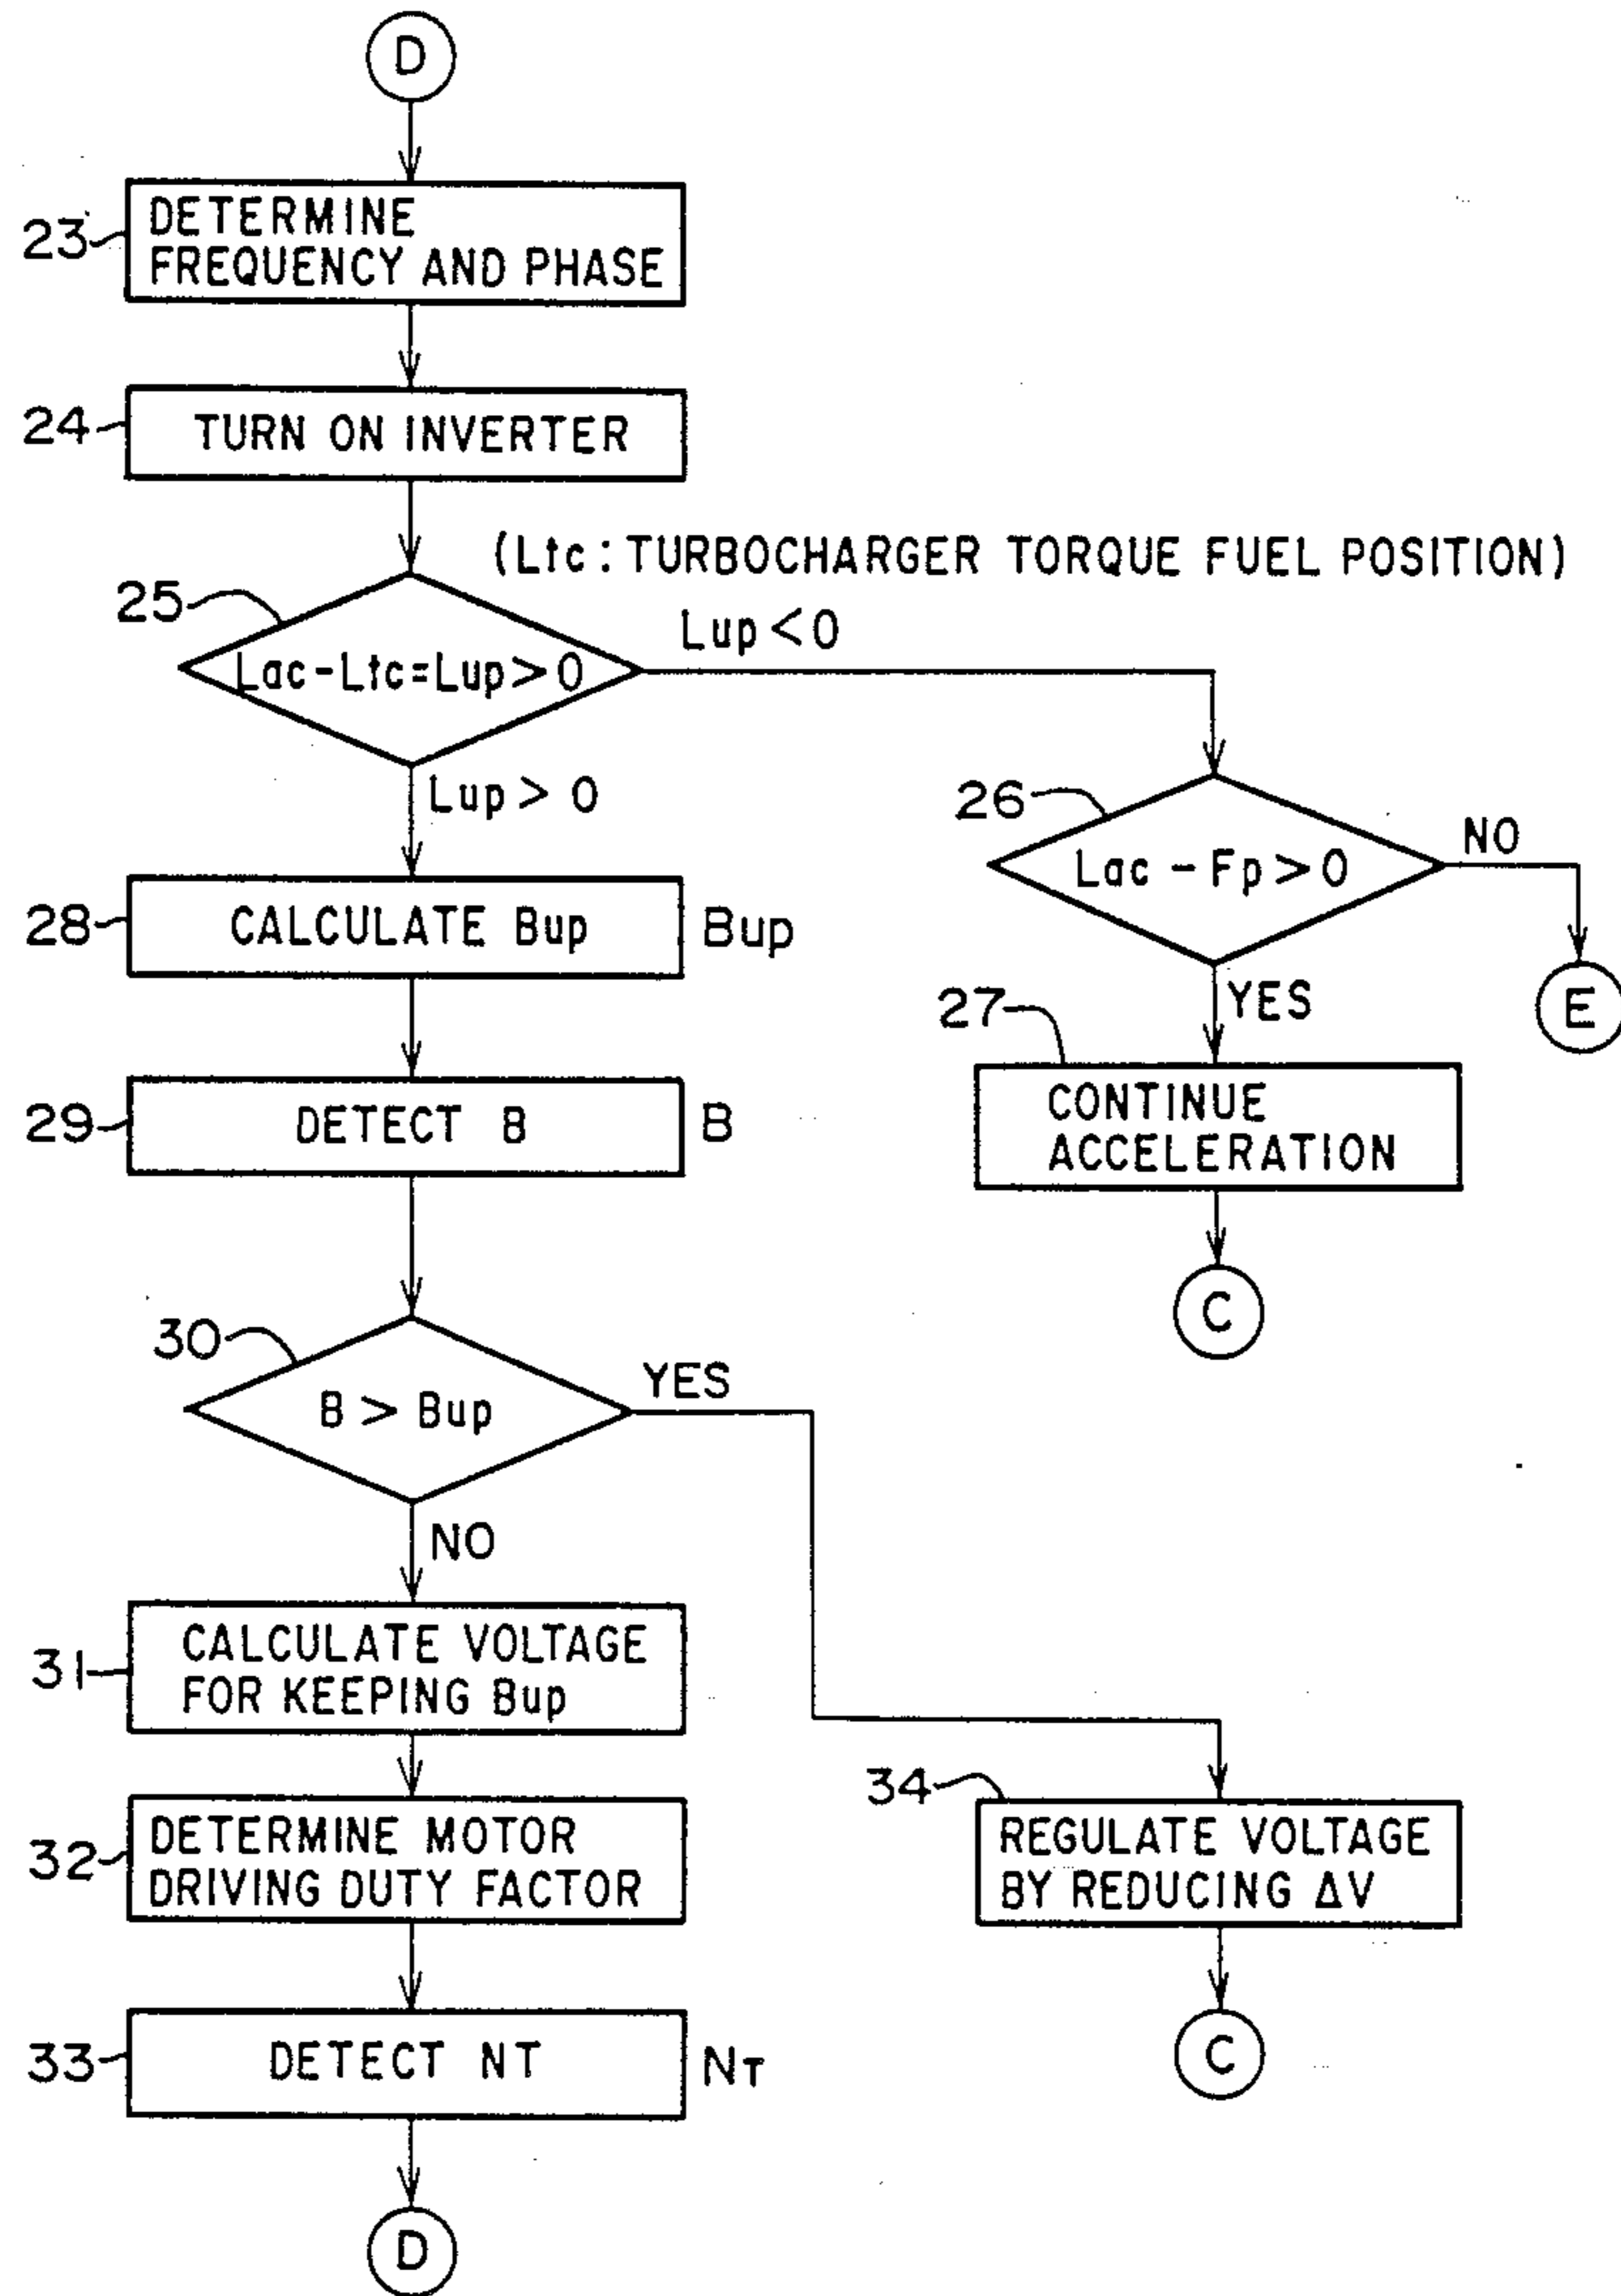 D
23
DETERMINE
FREQUENCY AND PHASE
24
TURN ON INVERTER
(Ltc: TURBOCHARGER TORQUE FUEL POSITION)
25
Lac-Ltc=Lup>0
Lup<0
Lup>0
26
Lac-Fp>0
NO
E
YES
27
CONTINUE
ACCELERATION
C
28
CALCULATE Bup
Bup
29
DETECT B
B
30
B > Bup
YES
NO
31
CALCULATE VOLTAGE
FOR KEEPING Bup
32
DETERMINE MOTOR
DRIVING DUTY FACTOR
34
REGULATE VOLTAGE
BY REDUCING ΔV
C
33
DETECT NT
NT
D